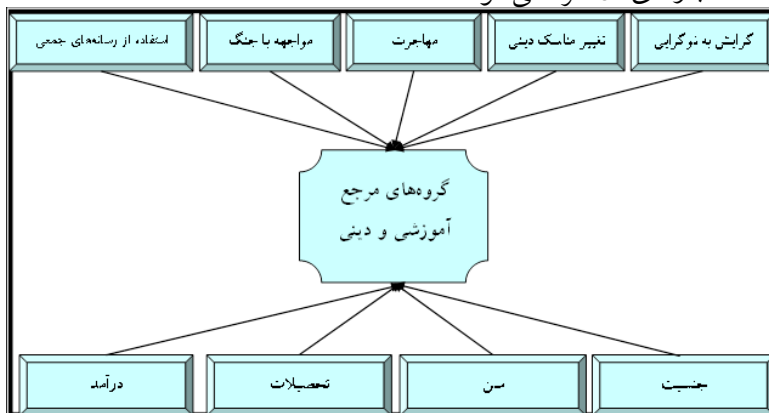 گرایش به نوگرایی
تغییر مناسک دینی
مهاجرت
مواجهه با جنگ
استفاده از رسانه‌های جمعی
گروه‌های مرجع
آموزشی و دینی
جنسیت
سن
تحصیلات
درآمد